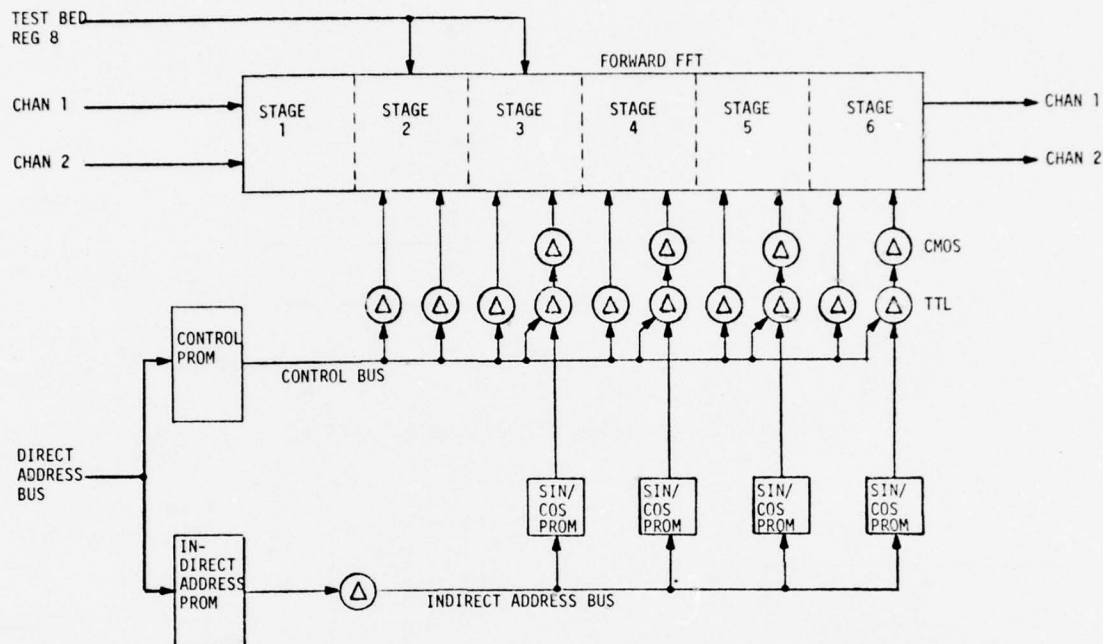 TEST BED
REG 8
FORWARD FFT
CHAN 1
CHAN 2
STAGE
1
STAGE
2
STAGE
3
STAGE
4
STAGE
5
STAGE
6
CHAN 1
CHAN 2
Δ
Δ
Δ
Δ
CMOS
Δ
Δ
Δ
Δ
Δ
Δ
Δ
Δ
Δ
TTL
CONTROL
PROM
CONTROL BUS
DIRECT
ADDRESS
BUS
SIN/
COS
PROM
SIN/
COS
PROM
SIN/
COS
PROM
SIN/
COS
PROM
IN-
DIRECT
ADDRESS
PROM
Δ
INDIRECT ADDRESS BUS